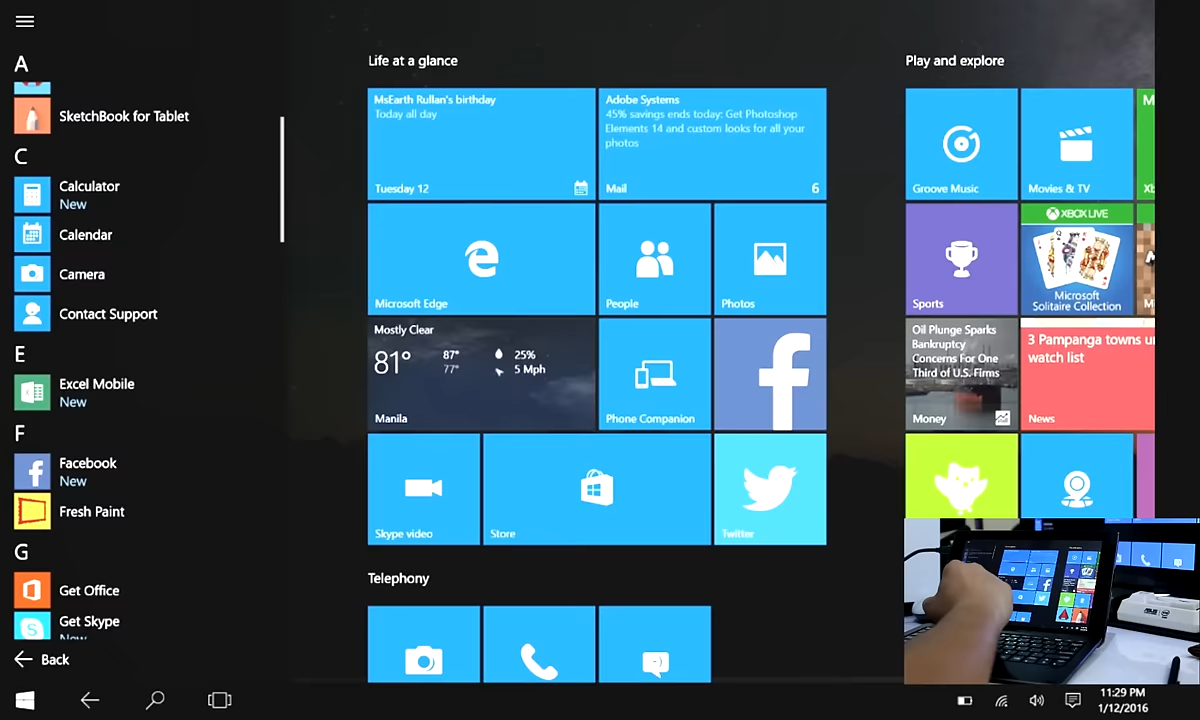 A
SketchBook for Tablet
C
Calculator
New
Calendar
Camera
Contact Support
E
Excel Mobile
New
F
Facebook
New
Fresh Paint
G
Get Office
Get Skype
New
Back
Life at a glance
MsEarth Rullan's birthday
Today all day
Tuesday 12
Adobe Systems
45% savings ends today: Get Photoshop
Elements 14 and custom looks for all your
photos
Mail
6
Microsoft Edge
People
Photos
Mostly Clear
81°
87°
77°
25%
5 Mph
Manila
Phone Companion
Skype video
Store
Twitter
Telephony
Play and explore
Groove Music
Movies & TV
Sports
XBOX LIVE
Microsoft
Solitaire Collection
Oil Plunge Sparks
Bankruptcy
Concerns For One
Third of U.S. Firms
Money
3 Pampanga towns
watch list
News
ASUS
11:29 PM
1/12/2016